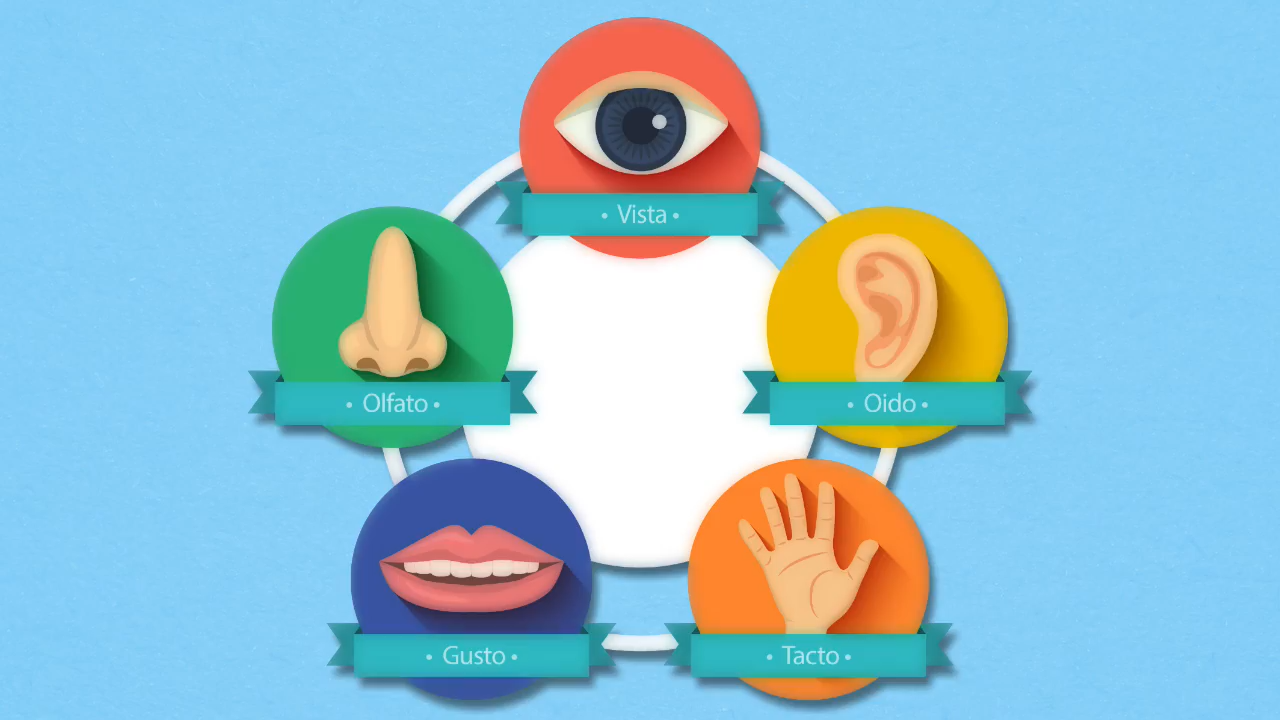 • Vista •
• Olfato •
• Oido •
• Gusto •
• Tacto •